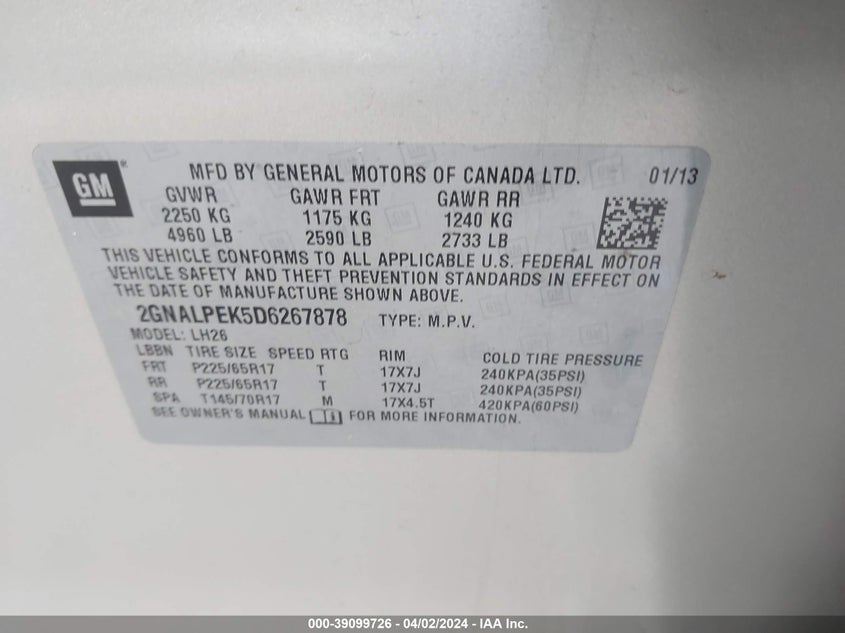 GM
MFD BY GENERAL MOTORS OF CANADA LTD. 01/13
GVWR GAWR FRT GAWR RR
2250 KG 1175 KG 1240 KG
4960 LB 2590 LB 2733 LB
THIS VEHICLE CONFORMS TO ALL APPLICABLE U.S. FEDERAL MOTOR
VEHICLE SAFETY AND THEFT PREVENTION STANDARDS IN EFFECT ON
THE DATE OF MANUFACTURE SHOWN ABOVE.
2GNALPEK5D6267878 TYPE: M.P.V.
MODEL: LH26
LBBN TIRE SIZE SPEED RTG RIM COLD TIRE PRESSURE
FRT P225/65R17 T 17X7J 240KPA(35PSI)
RR P225/65R17 T 17X7J 240KPA(35PSI)
SPA T145/70R17 M 17X4.5T 420KPA(60PSI)
SEE OWNER'S MANUAL FOR MORE INFORMATION.
000-39099726 - 04/02/2024 - IAA Inc.